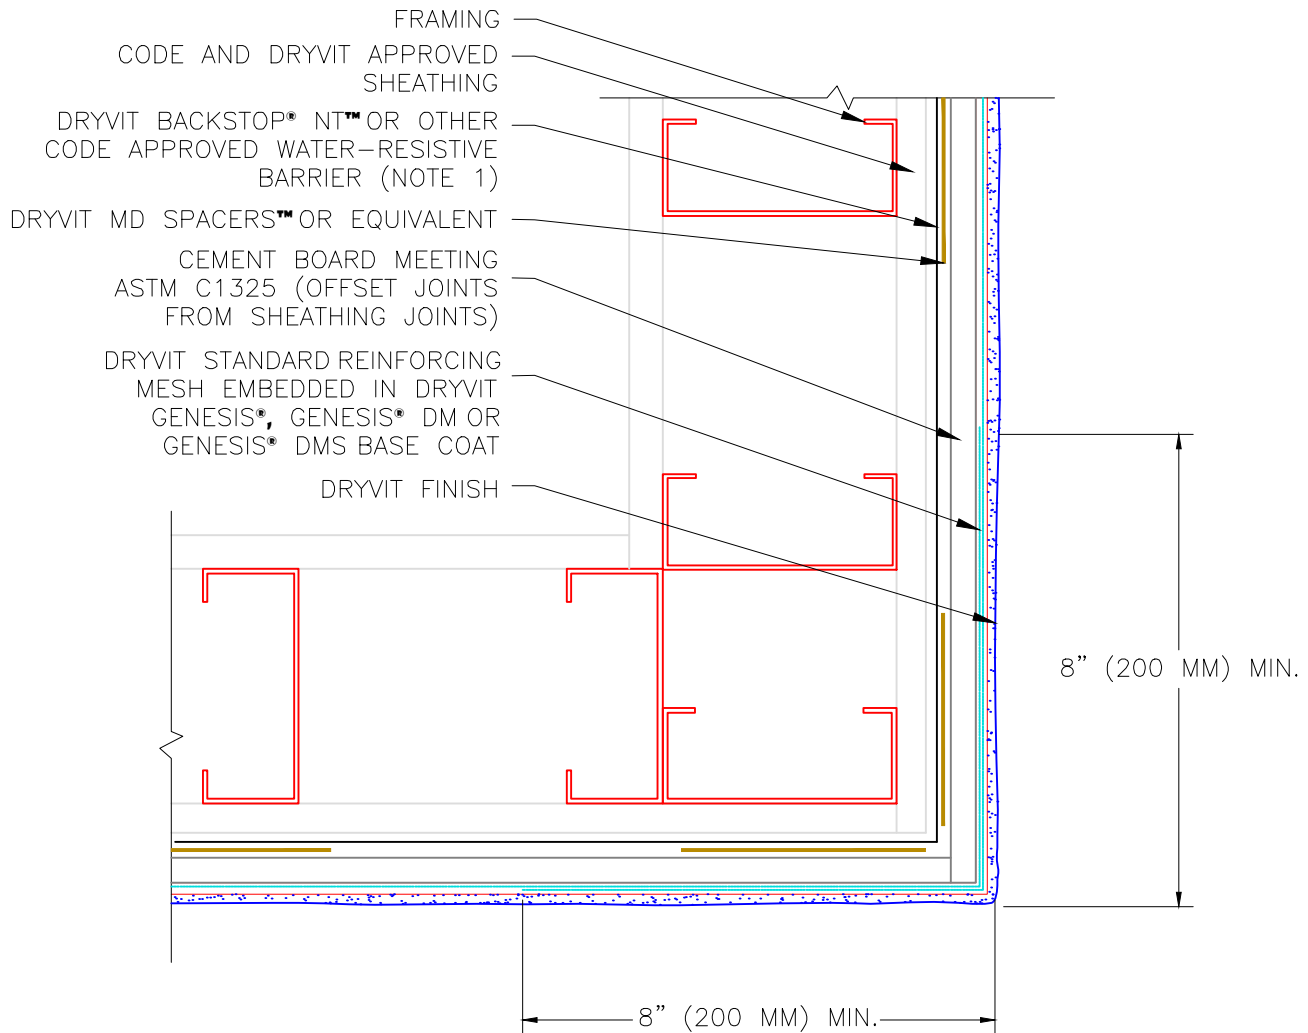 FRAMING
CODE AND DRYVIT APPROVED
SHEATHING
DRYVIT BACKSTOP® NT™ OR OTHER
CODE APPROVED WATER-RESISTIVE
BARRIER (NOTE 1)
DRYVIT MD SPACERS™ OR EQUIVALENT
CEMENT BOARD MEETING
ASTM C1325 (OFFSET JOINTS
FROM SHEATHING JOINTS)
DRYVIT STANDARD REINFORCING
MESH EMBEDDED IN DRYVIT
GENESIS®, GENESIS® DM OR
GENESIS® DMS BASE COAT
DRYVIT FINISH
8” (200 MM) MIN.
8” (200 MM) MIN.